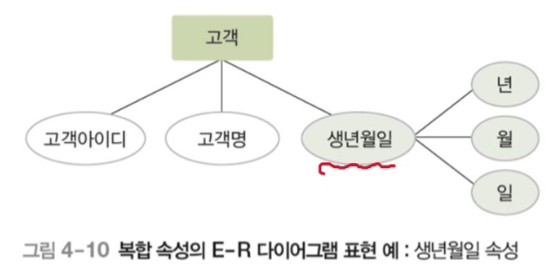 고객
고객아이디
고객명
생년월일
년
월
일
그림 4-10 복합 속성의 E-R 다이어그램 표현 예 : 생년월일 속성